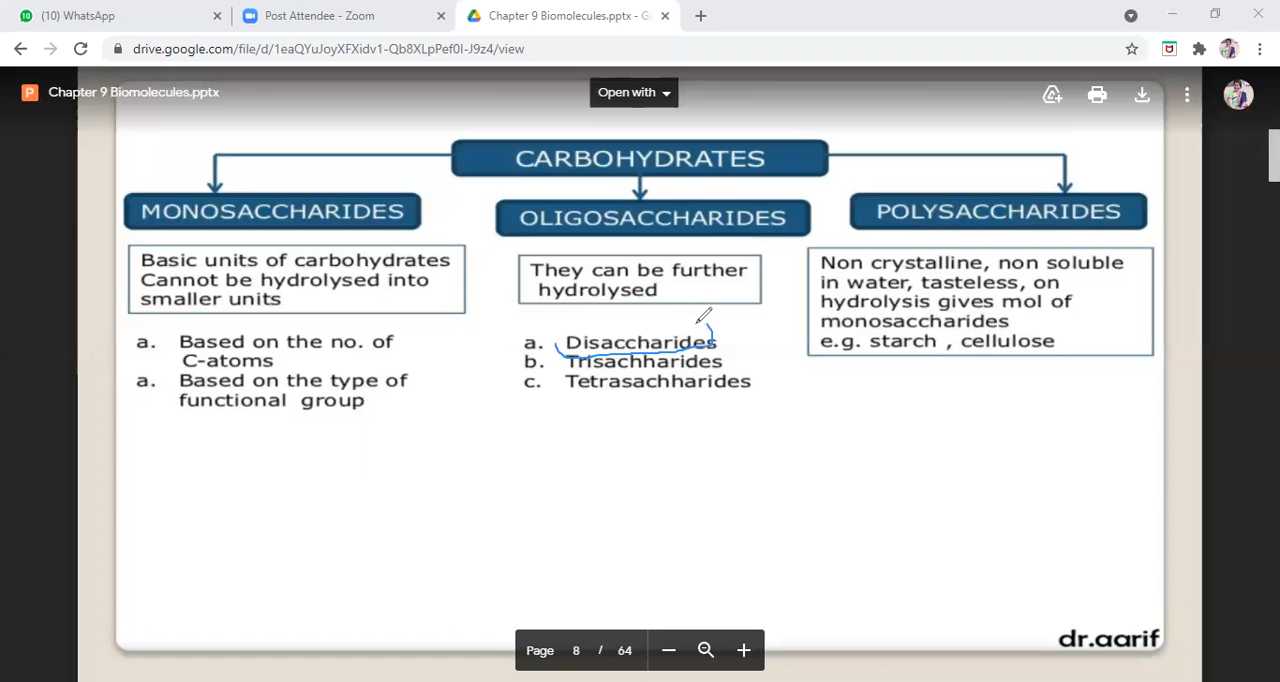 (10) WhatsApp
Post Attendee - Zoom
Chapter 9 Biomolecules.pptx - G
drive.google.com/file/d/1eaQYuJoyXFXidv1-Qb8XLpPef0I-J9z4/view
P
Chapter 9 Biomolecules.pptx
Open with
CARBOHYDRATES
MONOSACCHARIDES
Basic units of carbohydrates
Cannot be hydrolysed into
smaller units
a. Based on the no. of
C-atoms
a. Based on the type of
functional group
OLIGOSACCHARIDES
They can be further
hydrolysed
a. Disaccharides
b. Trisachharides
c. Tetrasachharides
POLYSACCHARIDES
Non crystalline, non soluble
in water, tasteless, on
hydrolysis gives mol of
monosaccharides
e.g. starch , cellulose
dr.aarif
Page 8 / 64